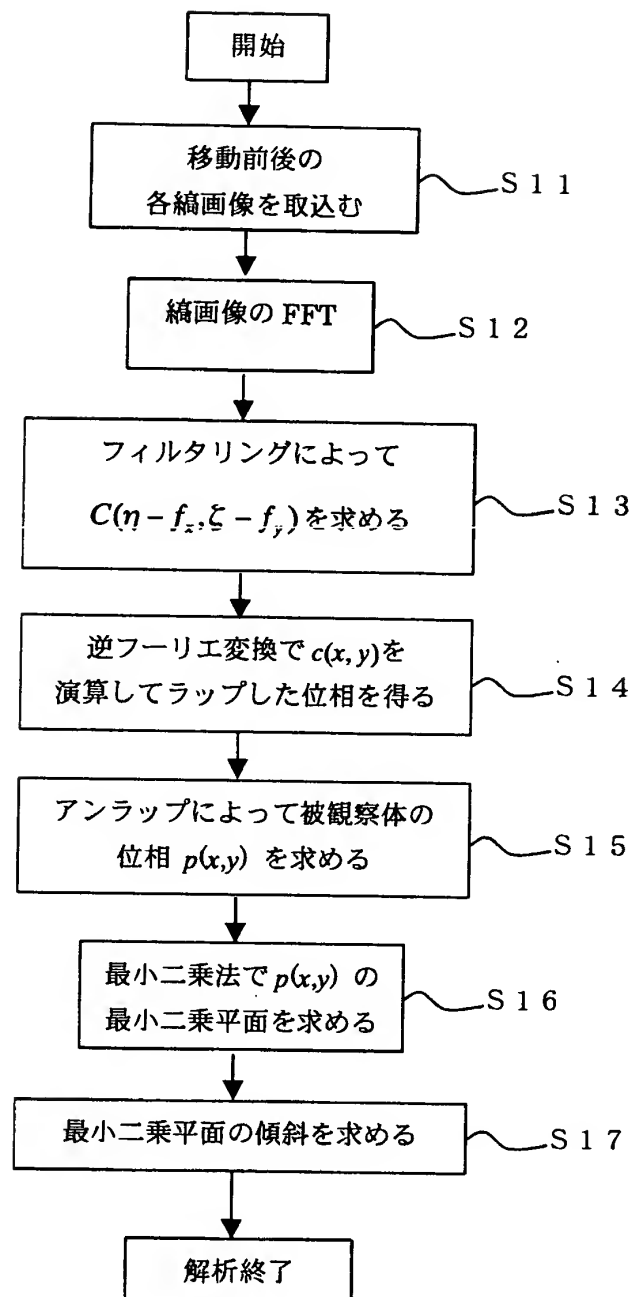 開始
移動前後の
各縞画像を取込む
S11
縞画像の FFT
S12
フィルタリングによって
C(η − f_x, ζ − f_y) を求める
S13
逆フーリエ変換で c(x, y)を
演算してラップした位相を得る
S14
アンラップによって被観察体の
位相 p(x,y) を求める
S15
最小二乗法で p(x,y) の
最小二乗平面を求める
S16
最小二乗平面の傾斜を求める
S17
解析終了